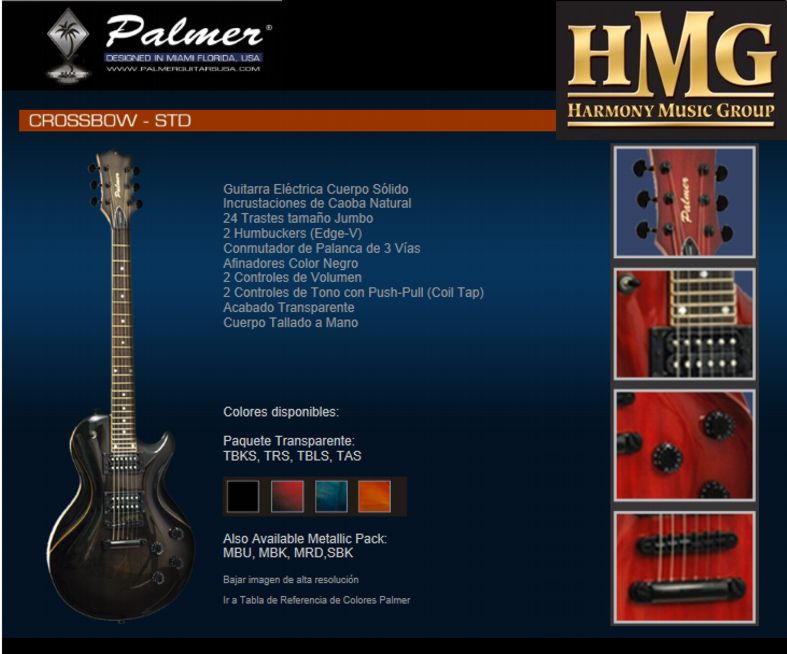 Palmer®
DESIGNED IN MIAMI FLORIDA, USA
WWW.PALMERGUITARSUSA.COM
HMG
HARMONY MUSIC GROUP
CROSSBOW - STD
Palmer
Palmer
Guitarra Eléctrica Cuerpo Sólido
Incrustaciones de Caoba Natural
24 Trastes tamaño Jumbo
2 Humbuckers (Edge-V)
Conmutador de Palanca de 3 Vías
Afinadores Color Negro
2 Controles de Volumen
2 Controles de Tono con Push-Pull (Coil Tap)
Acabado Transparente
Cuerpo Tallado a Mano
Colores disponibles:
Paquete Transparente:
TBKS, TRS, TBLS, TAS
Also Available Metallic Pack:
MBU, MBK, MRD,SBK
Bajar imagen de alta resolución
Ir a Tabla de Referencia de Colores Palmer